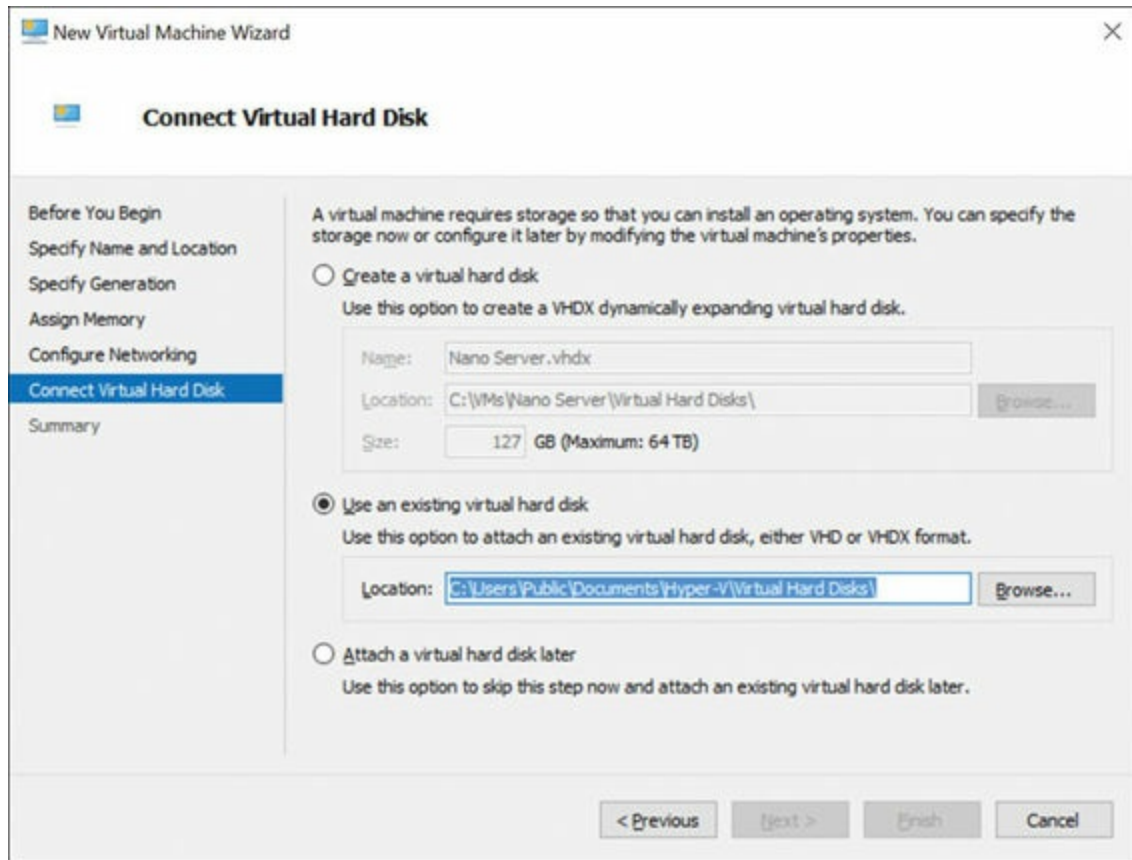 New Virtual Machine Wizard
Connect Virtual Hard Disk
Before You Begin
Specify Name and Location
Specify Generation
Assign Memory
Configure Networking
Connect Virtual Hard Disk
Summary
A virtual machine requires storage so that you can install an operating system. You can specify the
storage now or configure it later by modifying the virtual machine's properties.
Create a virtual hard disk
Use this option to create a VHDX dynamically expanding virtual hard disk.
Name: Nano Server.vhdx
Location: C:\VMs\Nano Server\Virtual Hard Disks\ Browse...
Size: 127 GB (Maximum: 64 TB)
Use an existing virtual hard disk
Use this option to attach an existing virtual hard disk, either VHD or VHDX format.
Location: C:\Users\Public\Documents\Hyper-V\Virtual Hard Disks\ Browse...
Attach a virtual hard disk later
Use this option to skip this step now and attach an existing virtual hard disk later.
< Previous Next > Finish Cancel